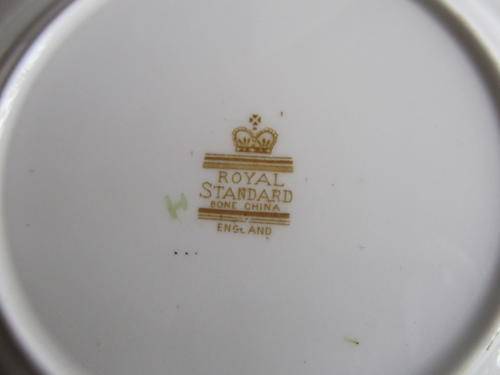 ROYAL
STANDARD
BONE CHINA
ENGLAND
H